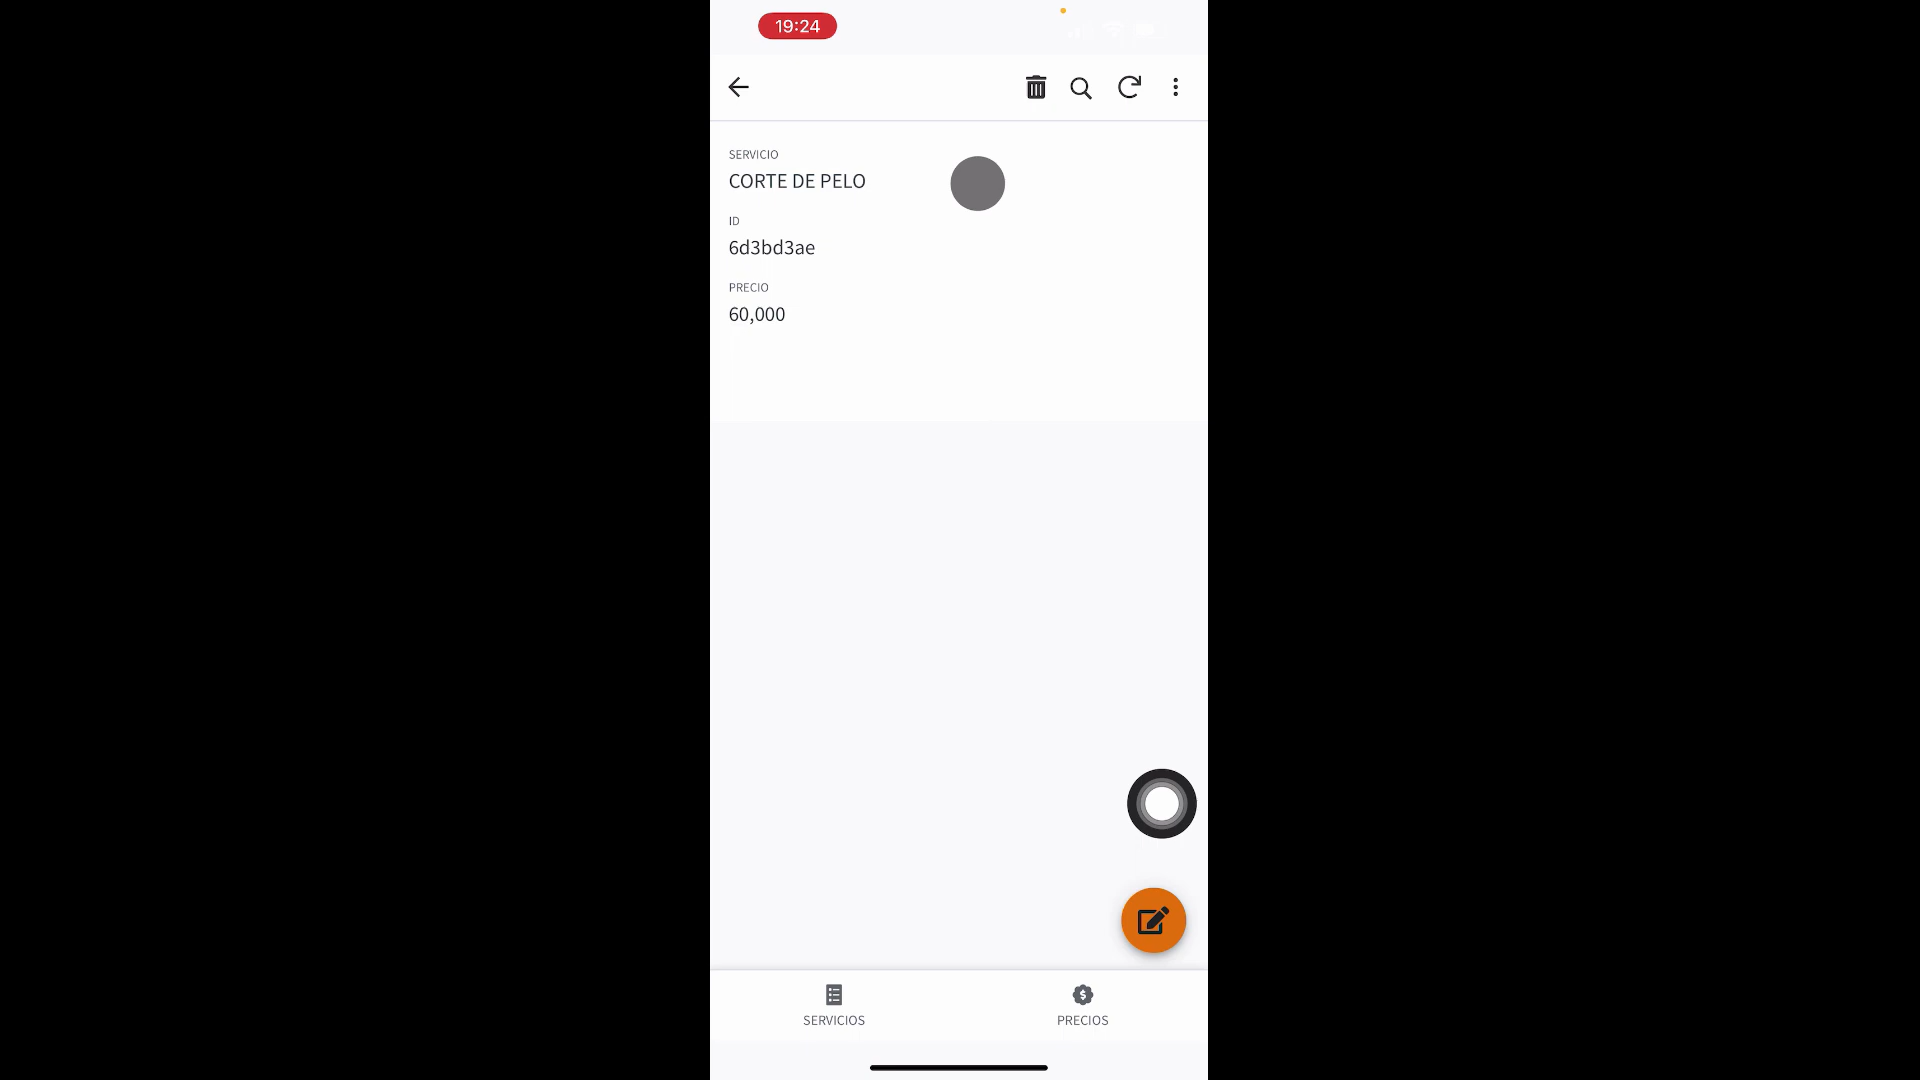 19:24
SERVICIO
CORTE DE PELO
ID
6d3bd3ae
PRECIO
60,000
SERVICIOS
PRECIOS